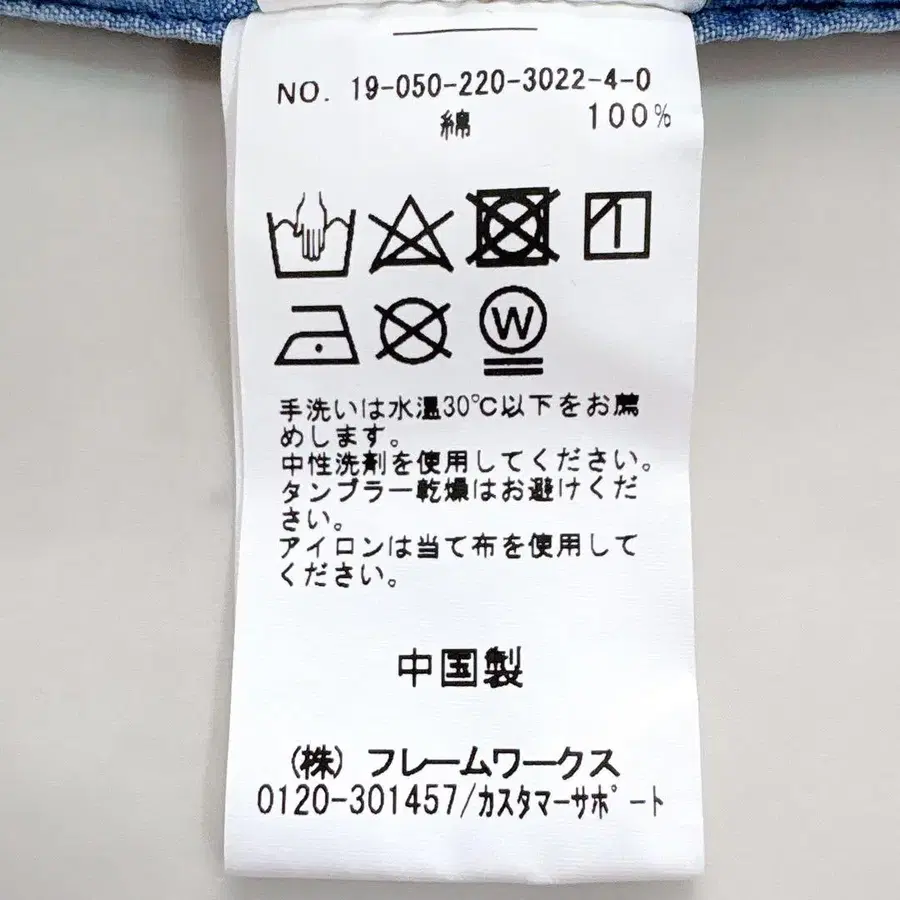 NO. 19-050-220-3022-4-0
綿 100%
W
手洗いは水温30℃以下をお薦
めします。
中性洗剤を使用してください。
タンブラー乾燥はお避けくだ
さい。
アイロンは当て布を使用して
ください。
中国製
(株) フレームワークス
0120-301457/カスタマーサポート